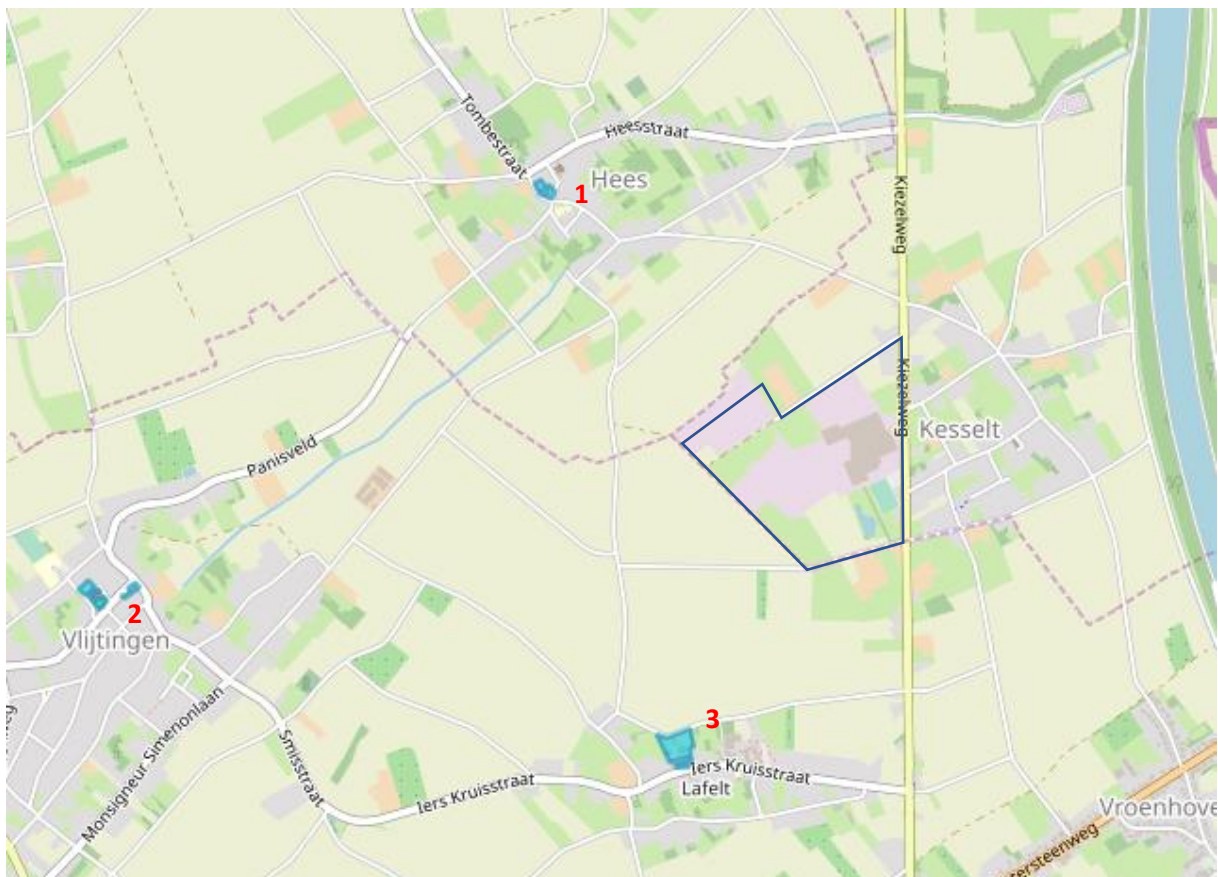 Tombestraat
Heesstraat
Hees
1
Kiezelweg
Kiezelweg
Kesselt
Panisveld
2
Vlijtingen
Monsigneur Simenonlaan
Smisstraat
3
Iers Kruisstraat
Iers Kruisstraat
Lafelt
Vroenhove
tersteenweg